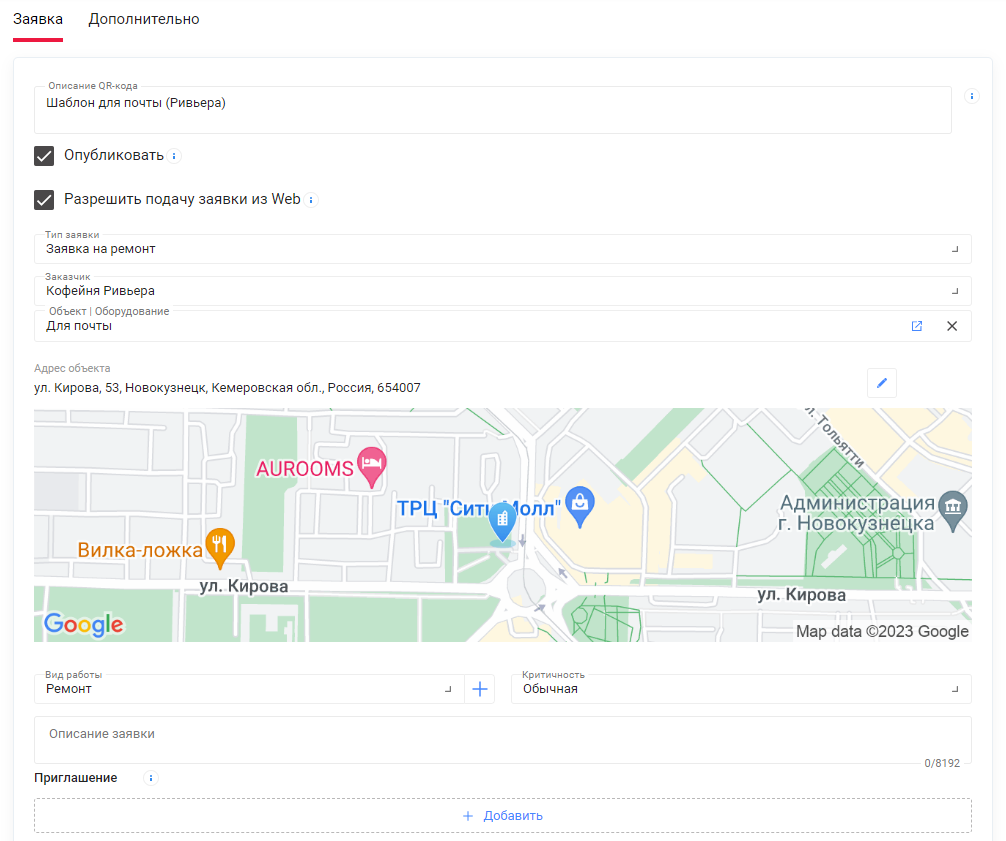 Заявка Дополнительно
Описание QR-кода
Шаблон для почты (Ривьера)
Опубликовать
Разрешить подачу заявки из Web
Тип заявки
Заявка на ремонт
Заказчик
Кофейня Ривьера
Объект | Оборудование
Для почты
Адрес объекта
ул. Кирова, 53, Новокузнецк, Кемеровская обл., Россия, 654007
л. Тольятти
AUROOMS
ТРЦ "Сити Молл"
Администрация
г. Новокузнецка
Вилка-ложка
ул. Кирова
ул. Кирова
Google
Map data ©2023 Google
Вид работы
Ремонт
Критичность
Обычная
Описание заявки
0/8192
Приглашение
+ Добавить